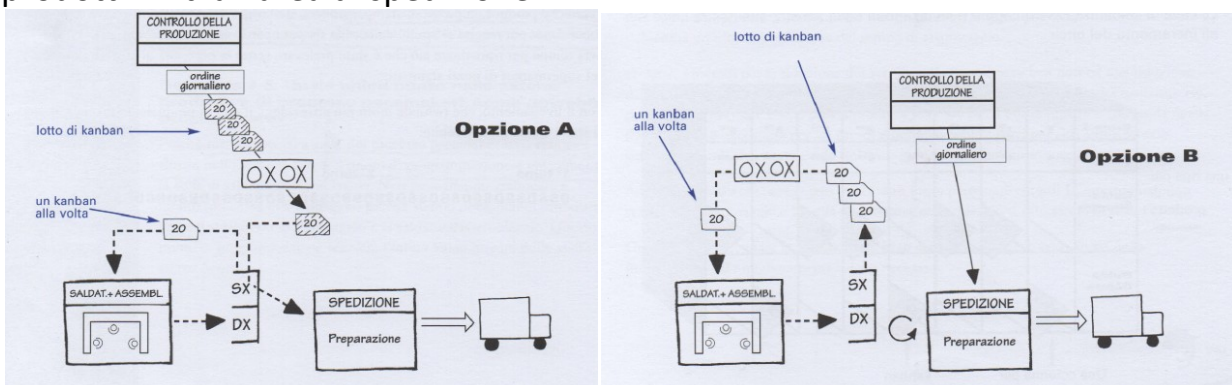 CONTROLLO DELLA
PRODUZIONE
ordine
giornaliero
20
20
20
lotto di kanban
Opzione A
OXOX
20
un kanban
alla volta
20
SALDAT.+ ASSEMBL.
SX
DX
SPEDIZIONE
Preparazione
lotto di kanban
CONTROLLO DELLA
PRODUZIONE
un kanban
alla volta
ordine
giornaliero
Opzione B
OXOX
20
20
20
20
SALDAT.+ ASSEMBL.
SX
DX
SPEDIZIONE
Preparazione